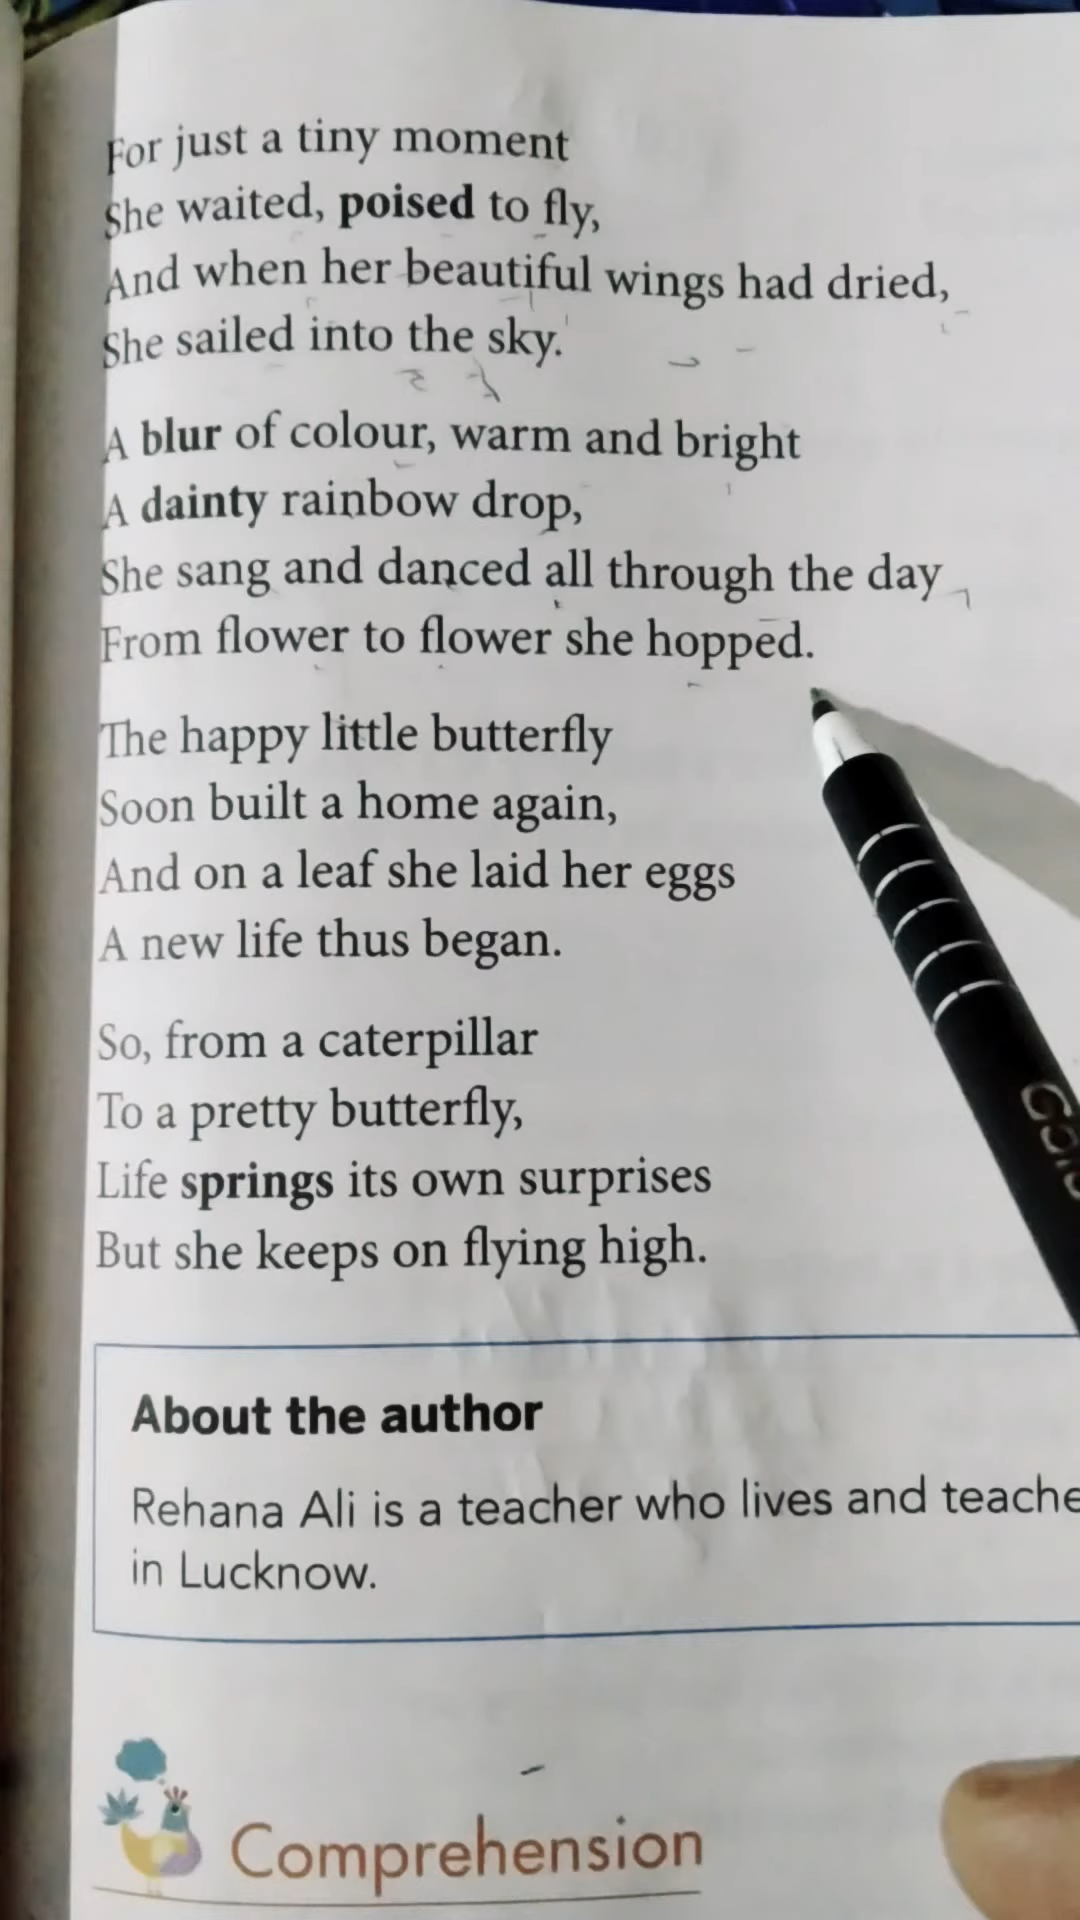 For just a tiny moment
She waited, poised to fly,
And when her beautiful wings had dried,
She sailed into the sky.
A blur of colour, warm and bright
A dainty rainbow drop,
She sang and danced all through the day
From flower to flower she hopped.
The happy little butterfly
Soon built a home again,
And on a leaf she laid her eggs
A new life thus began.
So, from a caterpillar
To a pretty butterfly,
Life springs its own surprises
But she keeps on flying high.
About the author
Rehana Ali is a teacher who lives and teache
in Lucknow.
Comprehension